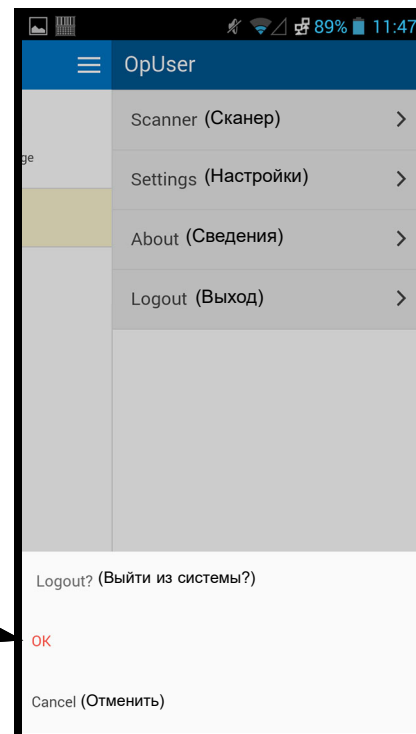 89% 11:47
OpUser
Scanner (Сканер)
ge
Settings (Настройки)
About (Сведения)
Logout (Выход)
Logout? (Выйти из системы?)
OK
Cancel (Отменить)